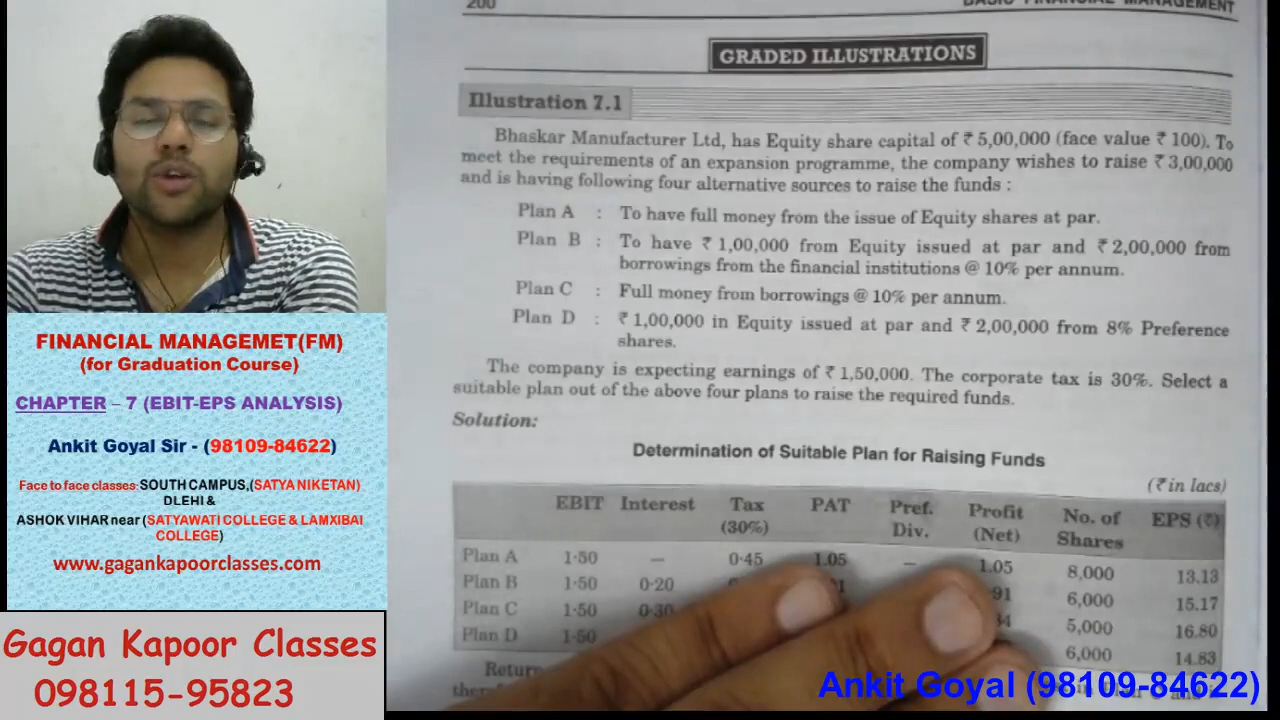 200
BASIC FINANCIAL MANAGEMENT
GRADED ILLUSTRATIONS
Illustration 7.1
Bhaskar Manufacturer Ltd, has Equity share capital of ₹ 5,00,000 (face value ₹ 100). To
meet the requirements of an expansion programme, the company wishes to raise ₹ 3,00,000
and is having following four alternative sources to raise the funds :
Plan A : To have full money from the issue of Equity shares at par.
Plan B : To have ₹ 1,00,000 from Equity issued at par and ₹ 2,00,000 from
borrowings from the financial institutions @ 10% per annum.
Plan C : Full money from borrowings @ 10% per annum.
Plan D : ₹ 1,00,000 in Equity issued at par and ₹ 2,00,000 from 8% Preference
shares.
The company is expecting earnings of ₹ 1,50,000. The corporate tax is 30%. Select a
suitable plan out of the above four plans to raise the required funds.
Solution:
Determination of Suitable Plan for Raising Funds
(₹ in lacs)
EBIT Interest Tax (30%) PAT Pref. Div. Profit (Net) No. of Shares EPS (₹)
Plan A 1·50 — 0·45 1.05 — 1.05 8,000 13.13
Plan B 1·50 0·20 91 6,000 15.17
Plan C 1·50 0·30 5,000 16.80
Plan D 1·50 6,000 14.83
FINANCIAL MANAGEMET(FM)
(for Graduation Course)
CHAPTER – 7 (EBIT-EPS ANALYSIS)
Ankit Goyal Sir - (98109-84622)
Face to face classes: SOUTH CAMPUS,(SATYA NIKETAN)
DLEHI &
ASHOK VIHAR near (SATYAWATI COLLEGE & LAMXIBAI
COLLEGE)
www.gagankapoorclasses.com
Gagan Kapoor Classes
098115-95823
Ankit Goyal (98109-84622)